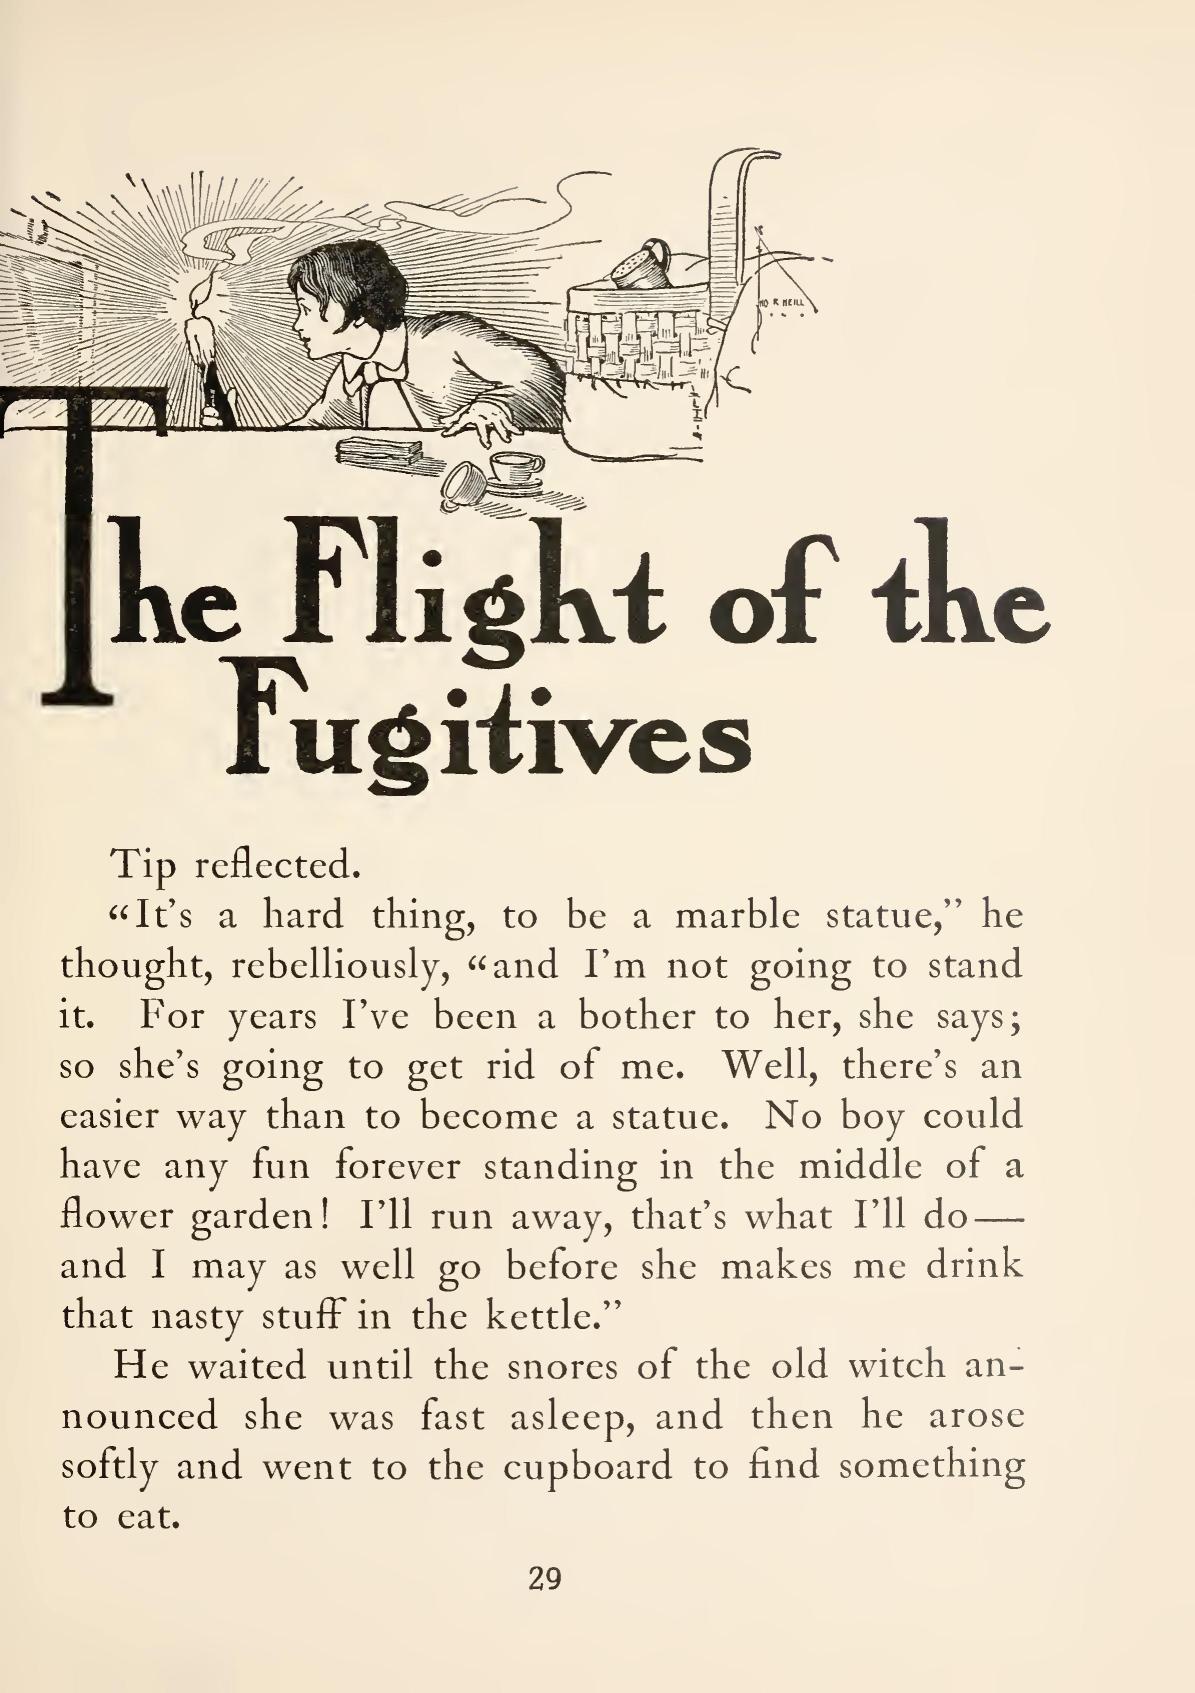 The Flight of the
Fugitives
Tip reflected.
“It’s a hard thing, to be a marble statue,” he
thought, rebelliously, “and I’m not going to stand
it. For years I’ve been a bother to her, she says;
so she’s going to get rid of me. Well, there’s an
easier way than to become a statue. No boy could
have any fun forever standing in the middle of a
flower garden! I’ll run away, that’s what I’ll do—
and I may as well go before she makes me drink
that nasty stuff in the kettle.”
He waited until the snores of the old witch an-
nounced she was fast asleep, and then he arose
softly and went to the cupboard to find something
to eat.
29